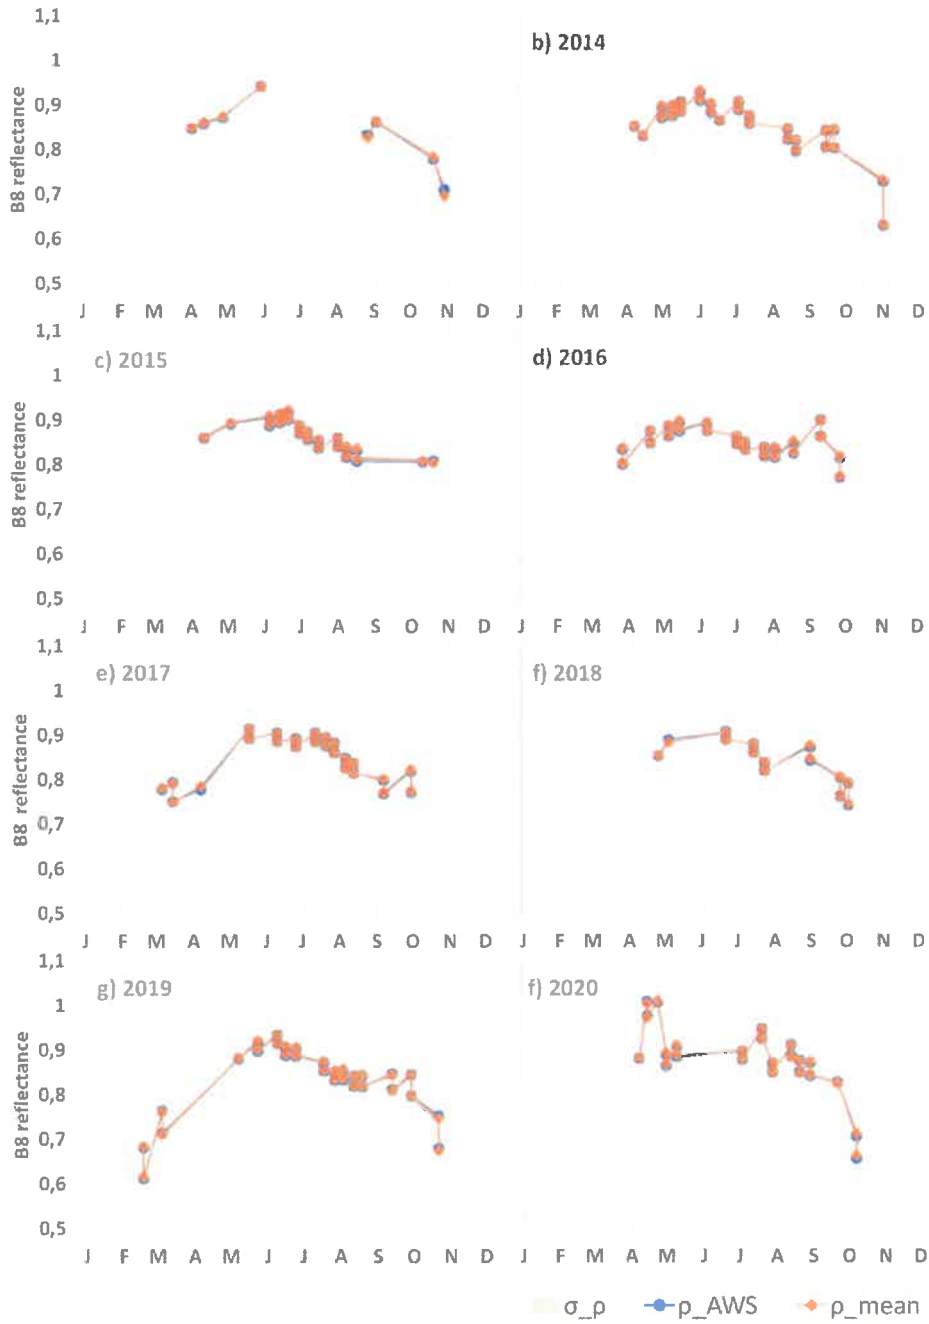 1,1
1
0,9
0,8
0,7
0,6
0,5
B8 reflectance
J F M A M J J A S O N D
b) 2014
J F M A M J J A S O N D
1,1
1
0,9
0,8
0,7
0,6
0,5
B8 reflectance
c) 2015
J F M A M J J A S O N D
d) 2016
J F M A M J J A S O N D
1,1
1
0,9
0,8
0,7
0,6
0,5
B8 reflectance
e) 2017
J F M A M J J A S O N D
f) 2018
J F M A M J J A S O N D
1,1
1
0,9
0,8
0,7
0,6
0,5
B8 reflectance
g) 2019
J F M A M J J A S O N D
f) 2020
J F M A M J J A S O N D
σ_ρ ρ_AWS ρ_mean